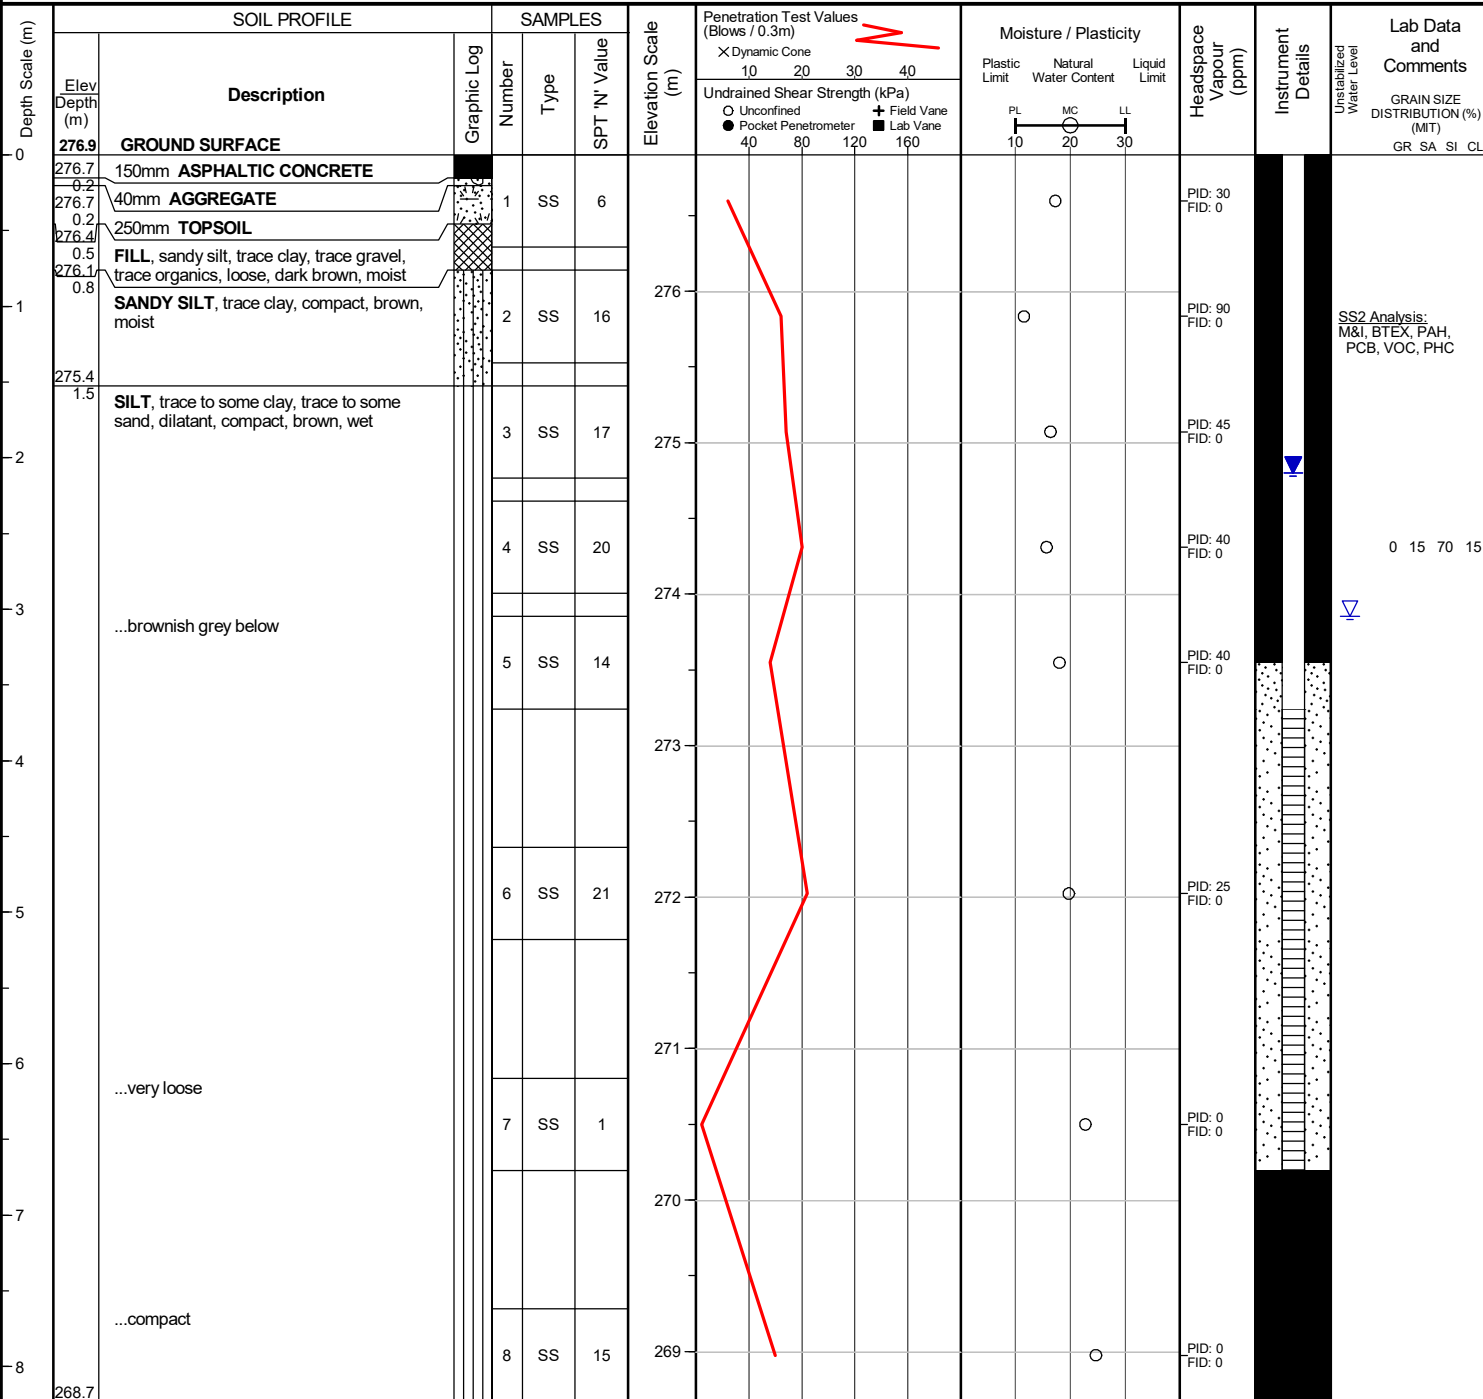 SOIL PROFILE
SAMPLES
Depth Scale (m)
Elev
Depth
(m)
Description
Graphic Log
Number
Type
SPT 'N' Value
Elevation Scale
(m)
Penetration Test Values
(Blows / 0.3m)
Dynamic Cone
10 20 30 40
Undrained Shear Strength (kPa)
Unconfined
Field Vane
Pocket Penetrometer
Lab Vane
40 80 120 160
Moisture / Plasticity
Plastic
Limit
Natural
Water Content
Liquid
Limit
PL MC LL
10 20 30
Headspace
Vapour
(ppm)
Instrument
Details
Unstabilized
Water Level
Lab Data
and
Comments
GRAIN SIZE
DISTRIBUTION (%)
(MIT)
GR SA SI CL
276.9 GROUND SURFACE
0
276.7
0.2
150mm ASPHALTIC CONCRETE
276.7
0.2
40mm AGGREGATE
1 SS 6
PID: 30
FID: 0
276.4
0.5
250mm TOPSOIL
276.1
0.8
FILL, sandy silt, trace clay, trace gravel,
trace organics, loose, dark brown, moist
276
1
SANDY SILT, trace clay, compact, brown,
moist
2 SS 16
PID: 90
FID: 0
SS2 Analysis:
M&I, BTEX, PAH,
PCB, VOC, PHC
275.4
1.5
SILT, trace to some clay, trace to some
sand, dilatant, compact, brown, wet
3 SS 17
275
PID: 45
FID: 0
2
4 SS 20
PID: 40
FID: 0
0 15 70 15
274
3
...brownish grey below
5 SS 14
PID: 40
FID: 0
273
4
6 SS 21
272
PID: 25
FID: 0
5
271
6
...very loose
7 SS 1
PID: 0
FID: 0
270
7
...compact
8 SS 15
269
PID: 0
FID: 0
8
268.7